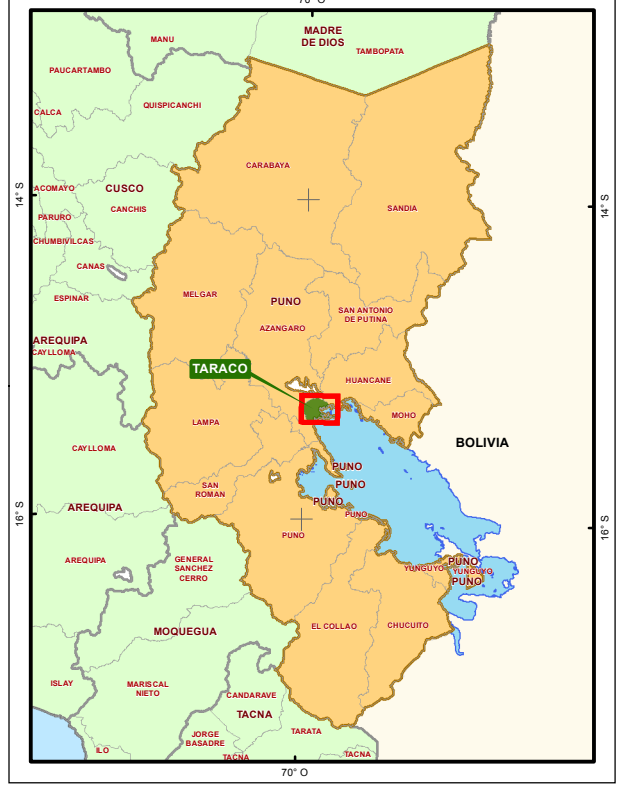 70° O
MADRE
DE DIOS
MANU
TAMBOPATA
PAUCARTAMBO
QUISPICANCHI
CALCA
CARABAYA
14° S
14° S
ACOMAYO
CUSCO
CANCHIS
SANDIA
PARURO
CHUMBIVILCAS
CANAS
ESPINAR
MELGAR
PUNO
SAN ANTONIO
DE PUTINA
AZANGARO
AREQUIPA
CAYLLOMA
TARACO
HUANCANE
MOHO
LAMPA
BOLIVIA
CAYLLOMA
PUNO
PUNO
SAN
ROMAN
PUNO
PUNO
AREQUIPA
16° S
16° S
PUNO
AREQUIPA
GENERAL
SANCHEZ
CERRO
PUNO
YUNGUYO
YUNGUYO
PUNO
EL COLLAO
CHUCUITO
MOQUEGUA
ISLAY
MARISCAL
NIETO
CANDARAVE
TACNA
JORGE
BASADRE
TARATA
ILO
TACNA
TACNA
70° O